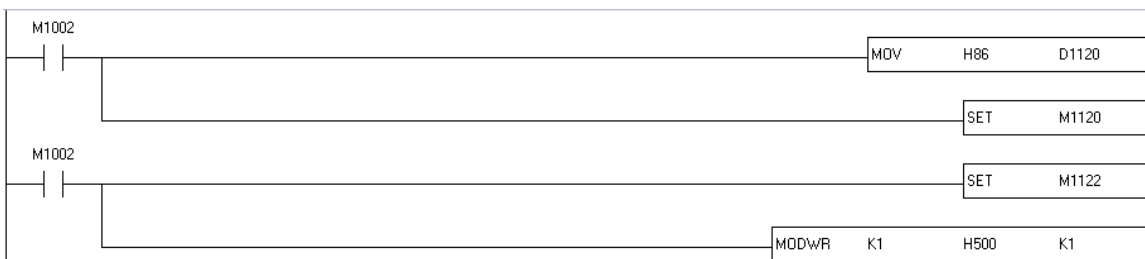 M1002
MOV H86 D1120
SET M1120
M1002
SET M1122
MODWR K1 H500 K1